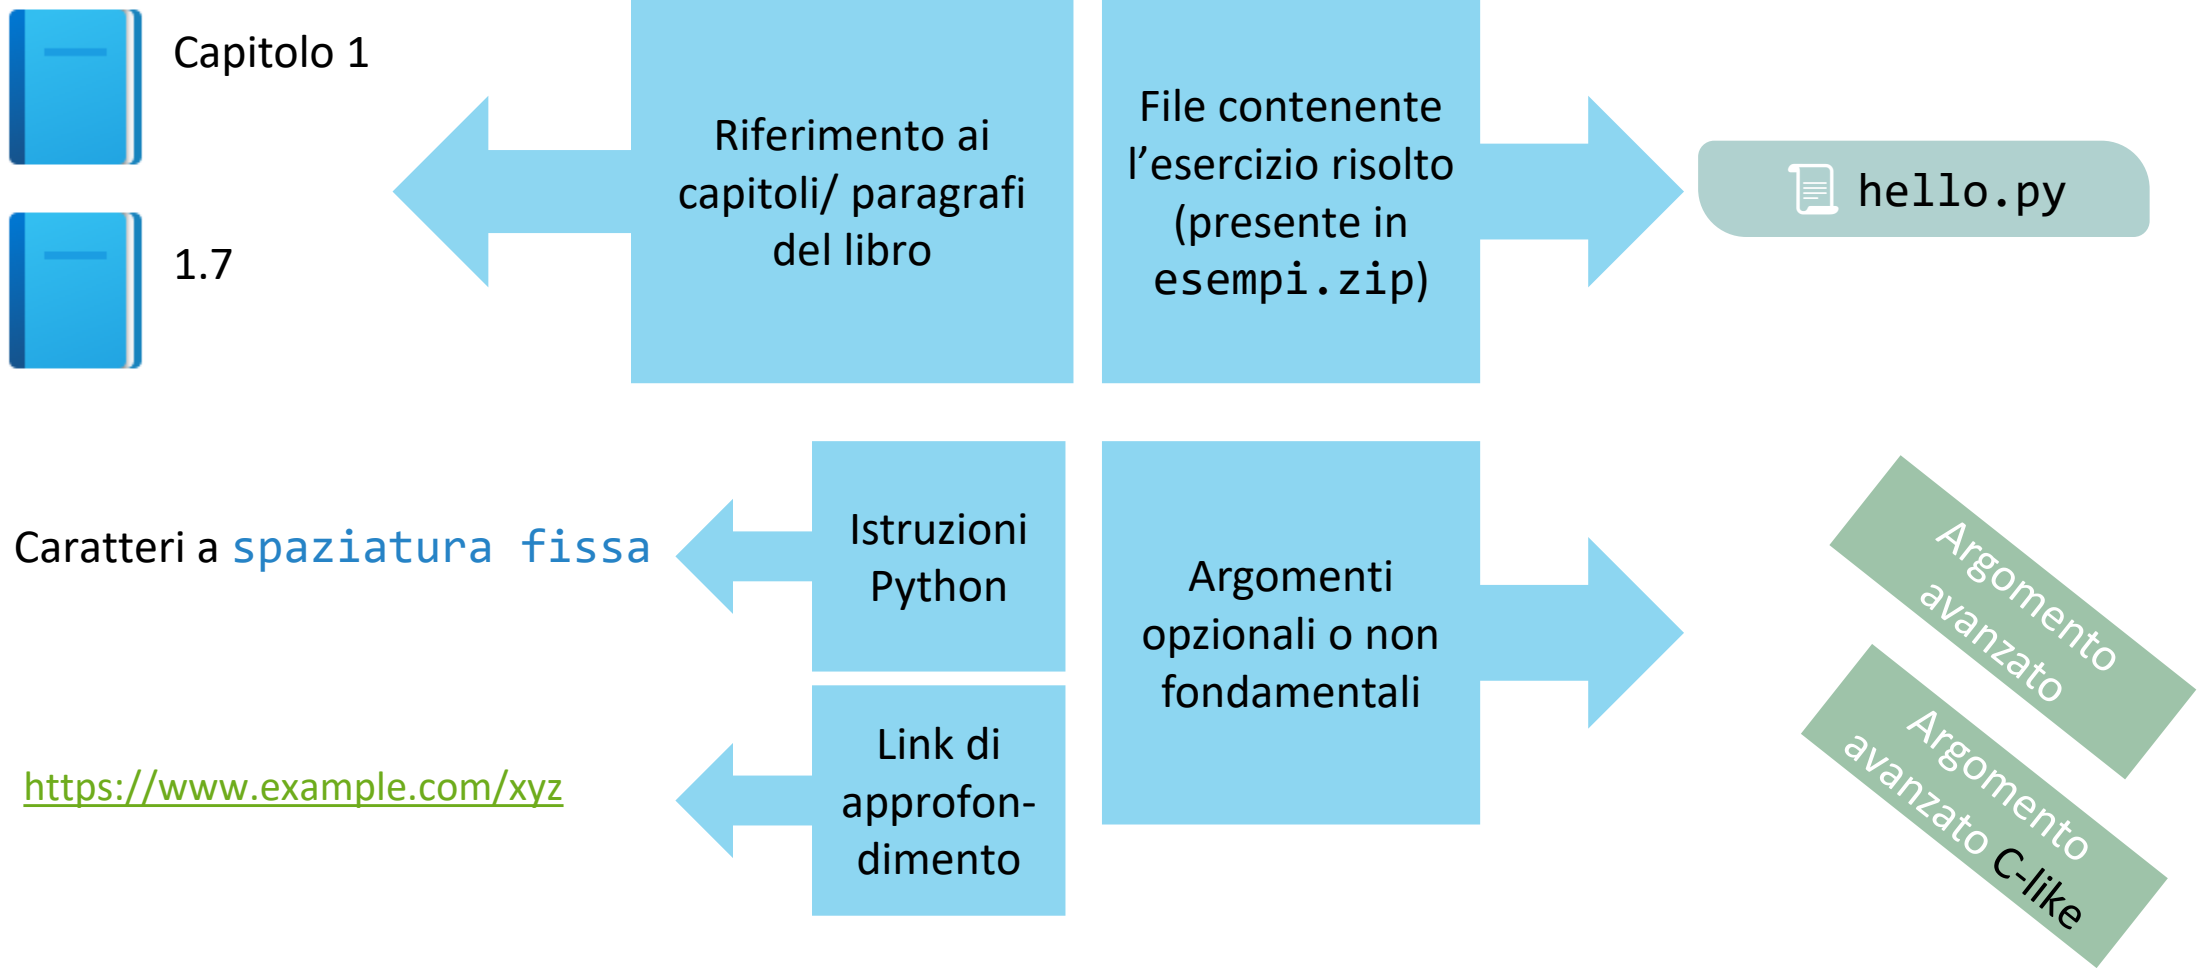 Capitolo 1
1.7
Riferimento ai
capitoli/ paragrafi
del libro
File contenente
l’esercizio risolto
(presente in
esempi.zip)
hello.py
Caratteri a spaziatura fissa
Istruzioni
Python
https://www.example.com/xyz
Link di
approfon-
dimento
Argomenti
opzionali o non
fondamentali
Argomento
avanzato
Argomento
avanzato C-like